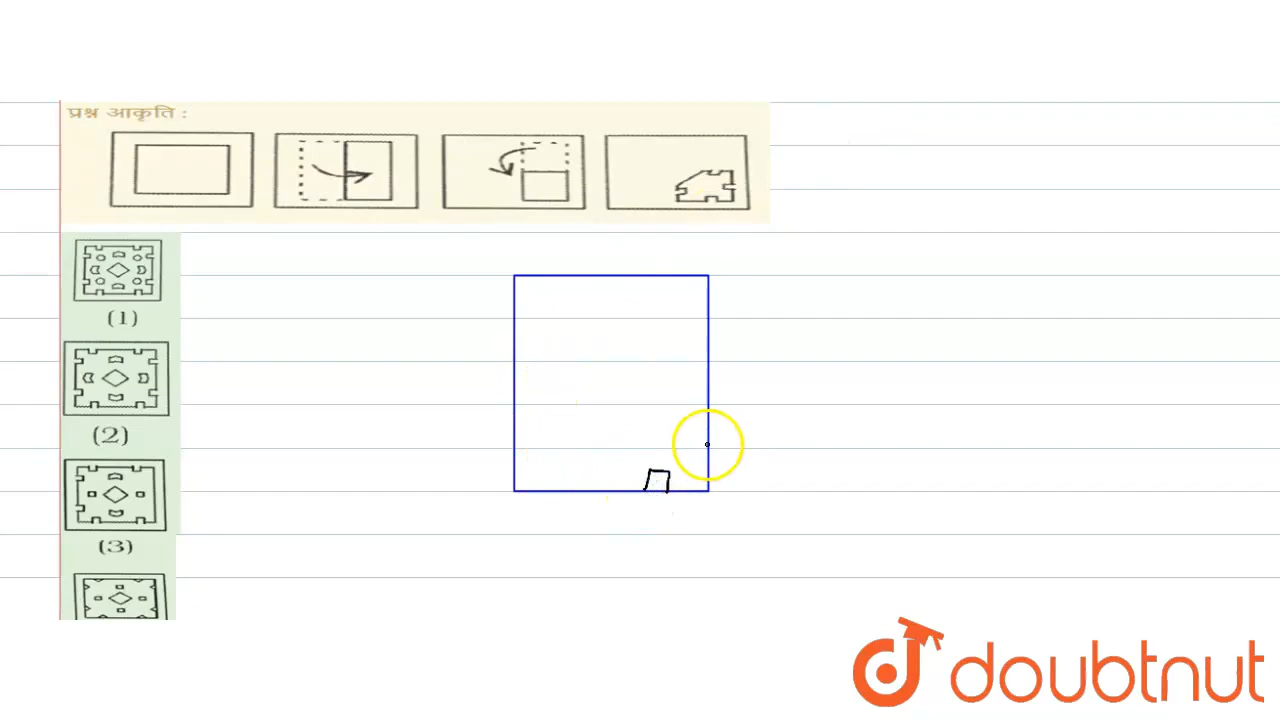 प्रश्न आकृति :
(1)
(2)
(3)
doubtnut